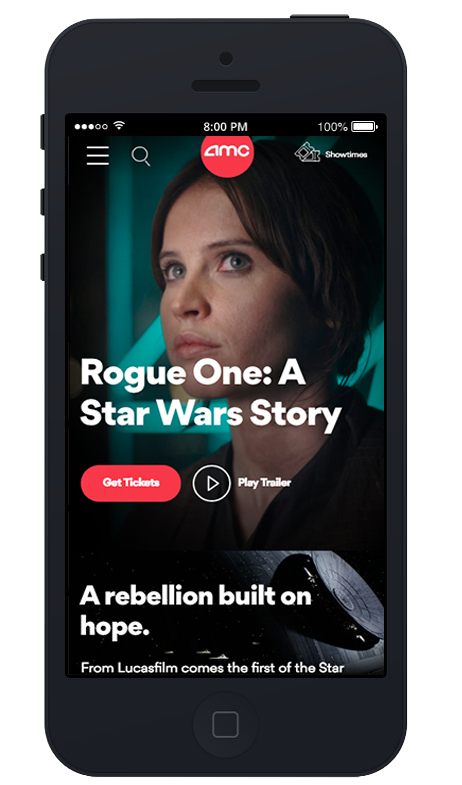 8:00 PM 100%
amc Showtimes
Rogue One: A
Star Wars Story
Get Tickets Play Trailer
A rebellion built on
hope.
From Lucasfilm comes the first of the Star